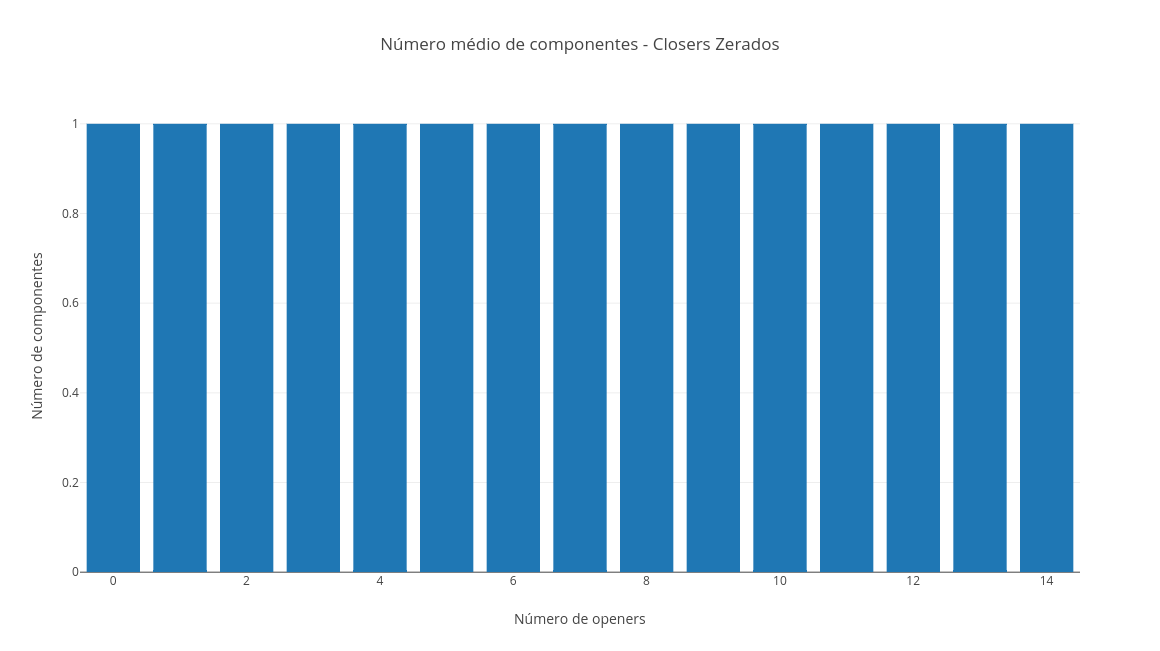 Número médio de componentes - Closers Zerados
1
0.8
0.6
0.4
0.2
0
Número de componentes
0 2 4 6 8 10 12 14
Número de openers